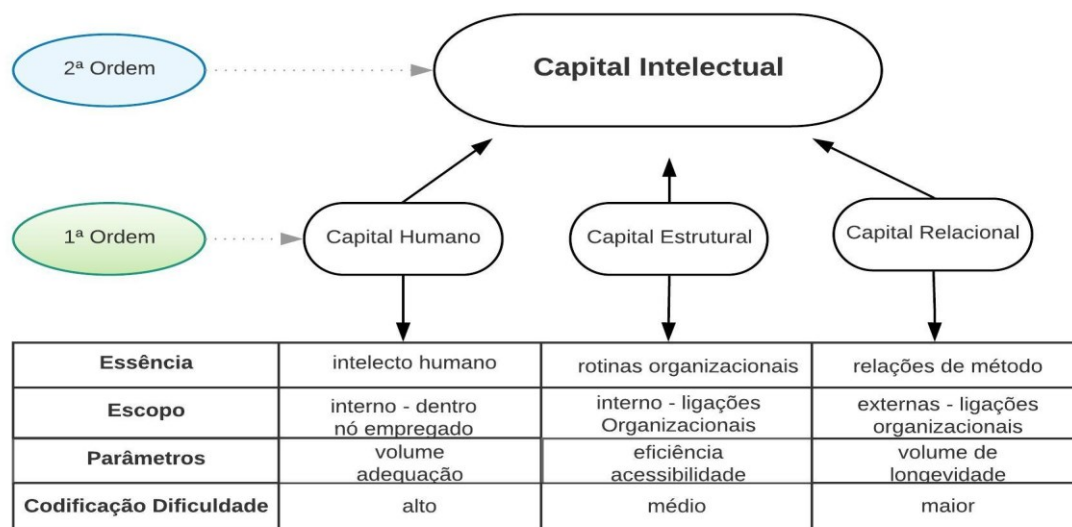 2ª Ordem
Capital Intelectual
1ª Ordem
Capital Humano
Capital Estrutural
Capital Relacional
Essência
intelecto humano
rotinas organizacionais
relações de método
Escopo
interno - dentro
nó empregado
interno - ligações
Organizacionais
externas - ligações
organizacionais
Parâmetros
volume
adequação
eficiência
acessibilidade
volume de
longevidade
Codificação Dificuldade
alto
médio
maior